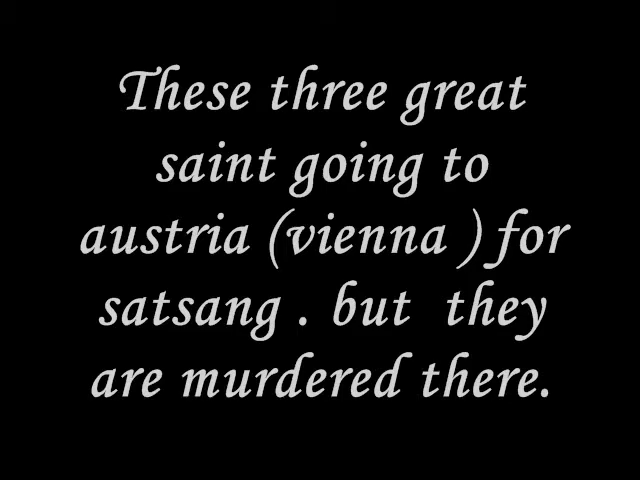 These three great
saint going to
austria (vienna ) for
satsang . but  they
are murdered there.